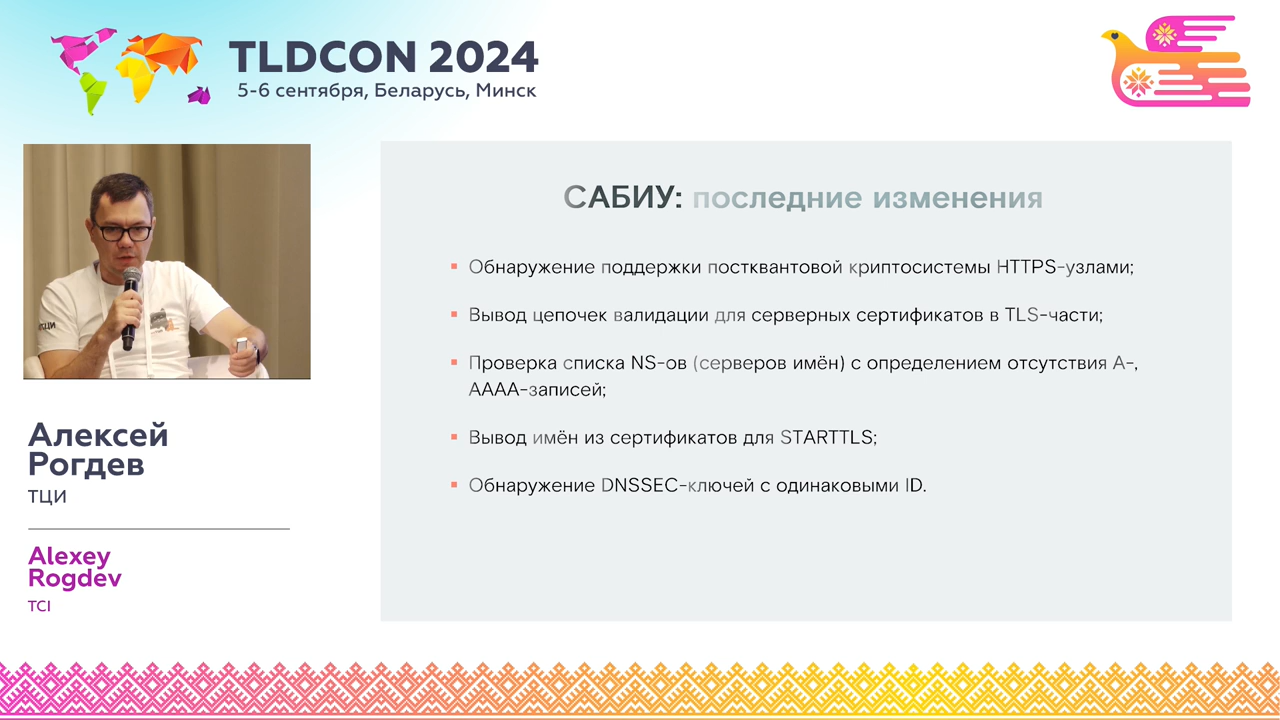 TLDCON 2024
5-6 сентября, Беларусь, Минск
САБИУ: последние изменения
Обнаружение поддержки постквантовой криптосистемы HTTPS-узлами;
Вывод цепочек валидации для серверных сертификатов в TLS-части;
Проверка списка NS-ов (серверов имён) с определением отсутствия A-,
AAAA-записей;
Вывод имён из сертификатов для STARTTLS;
Обнаружение DNSSEC-ключей с одинаковыми ID.
Алексей
Рогдев
ТЦИ
Alexey
Rogdev
TCI